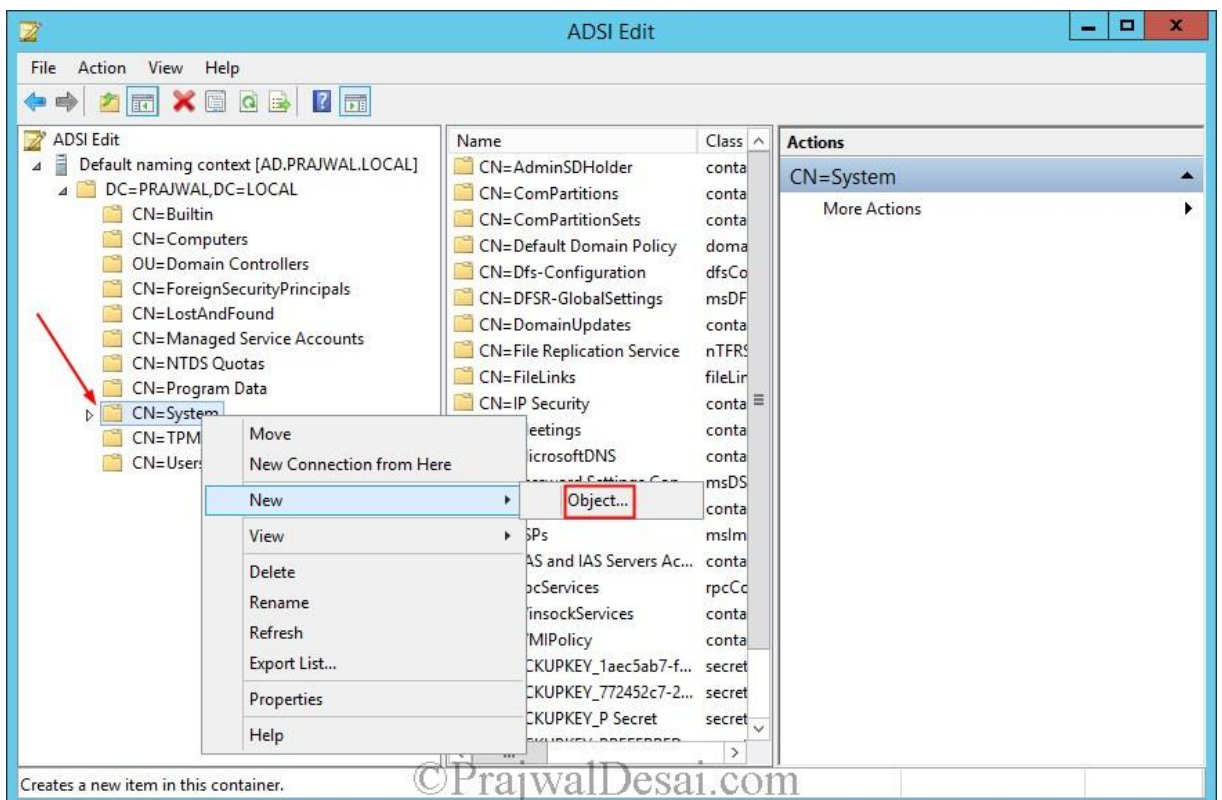 ADSI Edit
File Action View Help
ADSI Edit
Default naming context [AD.PRAJWAL.LOCAL]
DC=PRAJWAL,DC=LOCAL
CN=Builtin
CN=Computers
OU=Domain Controllers
CN=ForeignSecurityPrincipals
CN=LostAndFound
CN=Managed Service Accounts
CN=NTDS Quotas
CN=Program Data
CN=System
CN=TPM
CN=Users
Move
New Connection from Here
New
Object...
View
Delete
Rename
Refresh
Export List...
Properties
Help
Name Class
CN=AdminSDHolder conta
CN=ComPartitions conta
CN=ComPartitionSets conta
CN=Default Domain Policy doma
CN=Dfs-Configuration dfsCo
CN=DFSR-GlobalSettings msDF
CN=DomainUpdates conta
CN=File Replication Service nTFRS
CN=FileLinks fileLin
CN=IP Security conta
eetings conta
icrosoftDNS conta
msDS
conta
SPs msIm
AS and IAS Servers Ac... conta
pcServices rpcCo
insockServices conta
MIPolicy conta
CKUPKEY_1aec5ab7-f... secret
CKUPKEY_772452c7-2... secret
CKUPKEY_P Secret secret
Actions
CN=System
More Actions
Creates a new item in this container.
©PrajwalDesai.com